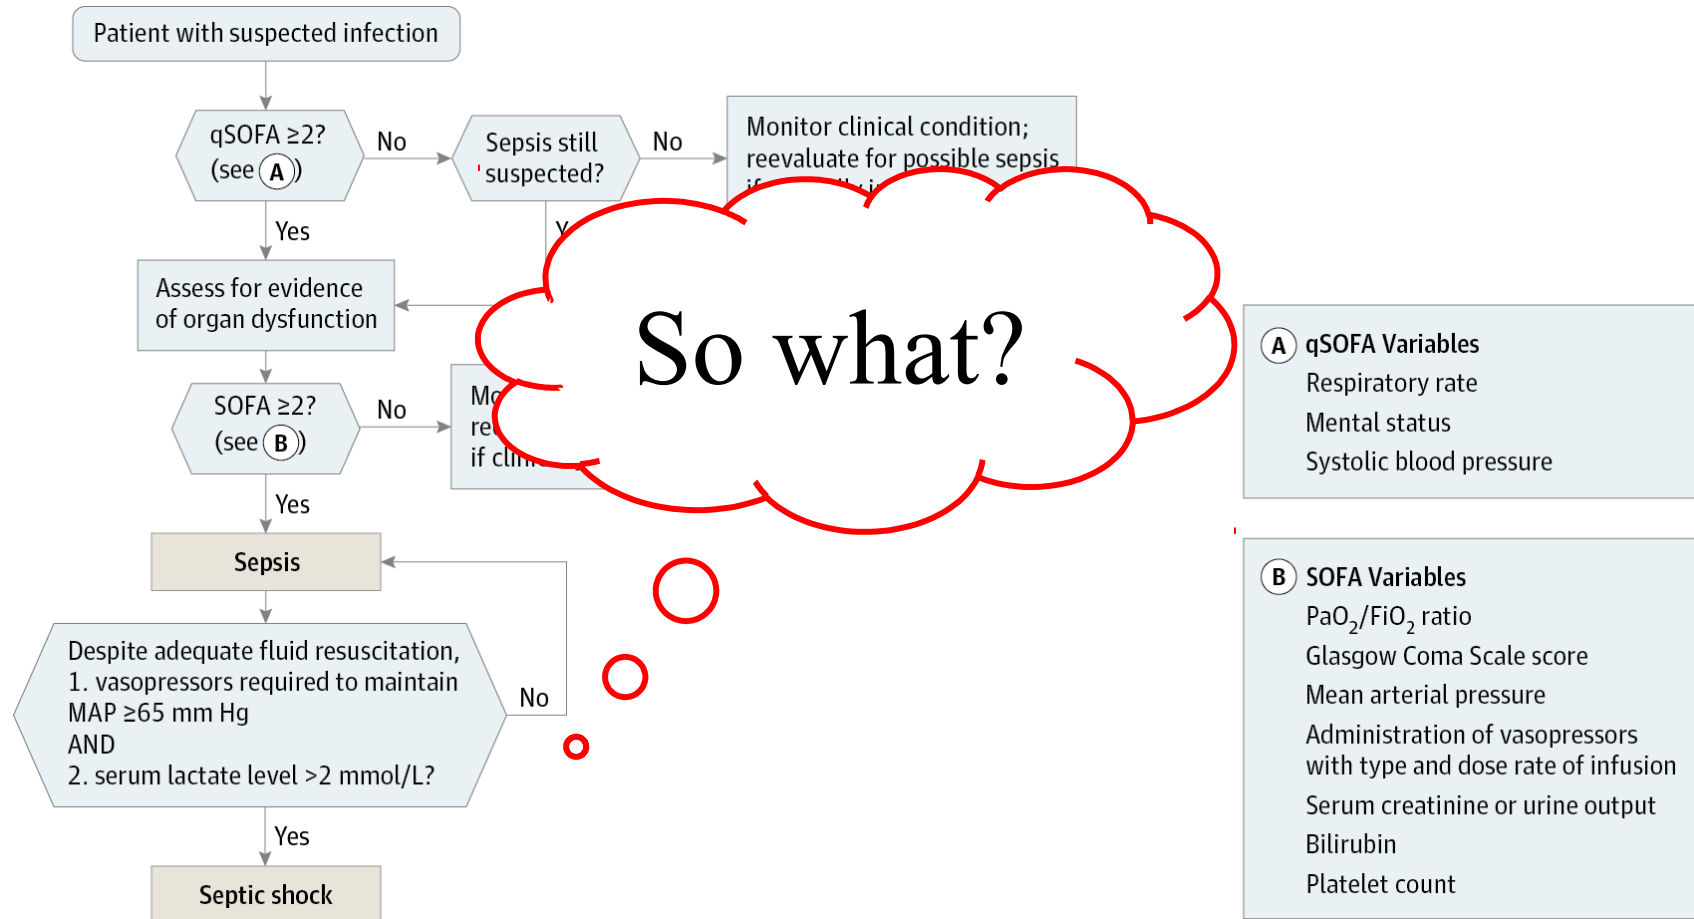 Patient with suspected infection
qSOFA ≥2?
(see A)
No
Sepsis still
suspected?
No
Monitor clinical condition;
reevaluate for possible sepsis
Yes
Assess for evidence
of organ dysfunction
So what?
SOFA ≥2?
(see B)
No
if
Yes
Sepsis
Despite adequate fluid resuscitation,
1. vasopressors required to maintain
MAP ≥65 mm Hg
AND
2. serum lactate level >2 mmol/L?
No
Yes
Septic shock
A qSOFA Variables
Respiratory rate
Mental status
Systolic blood pressure
B SOFA Variables
PaO2/FiO2 ratio
Glasgow Coma Scale score
Mean arterial pressure
Administration of vasopressors
with type and dose rate of infusion
Serum creatinine or urine output
Bilirubin
Platelet count